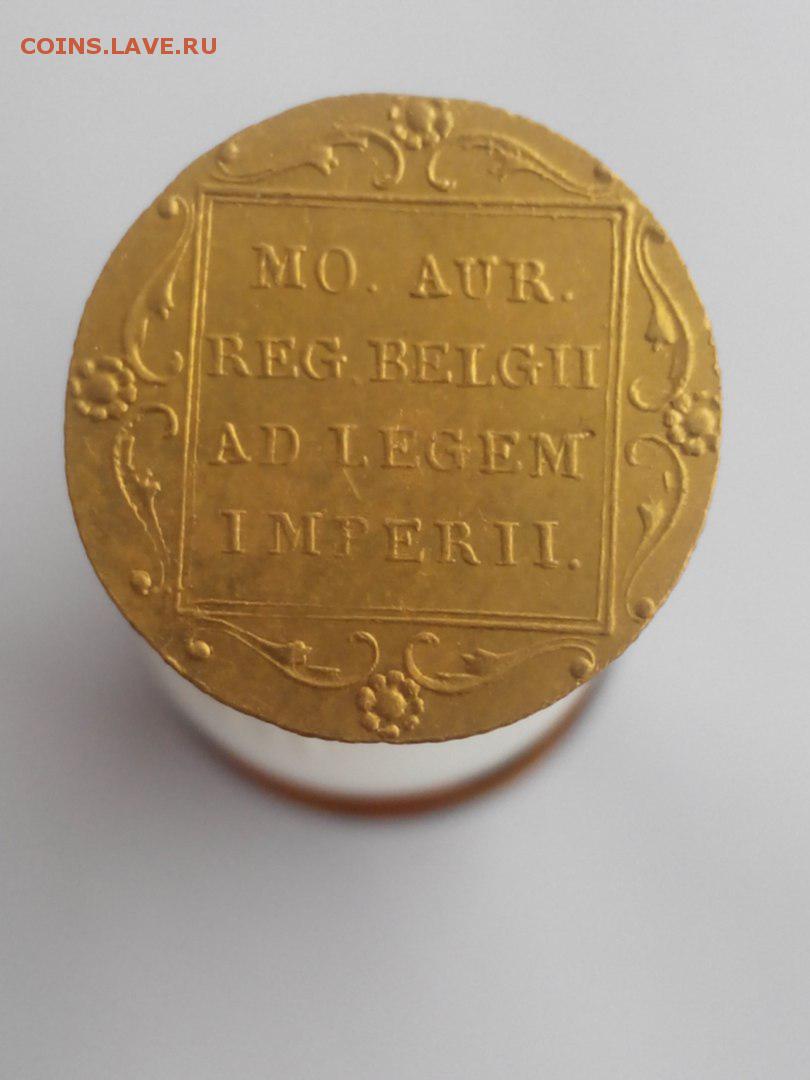 COINS.LAVE.RU
MO. AUR.
REG. BELGII
AD LEGEM
IMPERII.